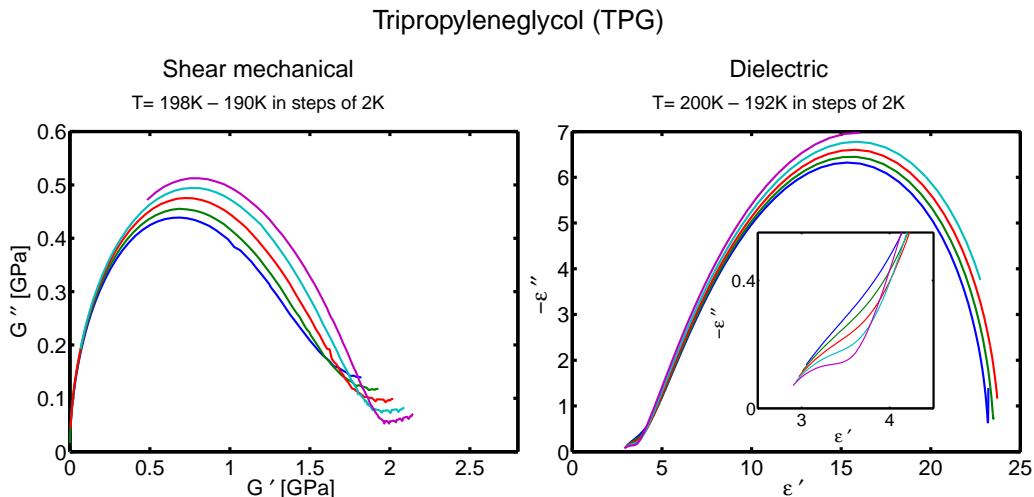 Tripropyleneglycol (TPG)
Shear mechanical
T= 198K – 190K in steps of 2K
0.6
0.5
0.4
0.3
0.2
0.1
0
G″ [GPa]
0
0.5
1
1.5
2
2.5
G′ [GPa]
Dielectric
T= 200K – 192K in steps of 2K
7
6
5
4
3
2
1
0
-ε″
0
5
10
15
20
25
ε′
0.4
0
-ε″
3
4
ε′